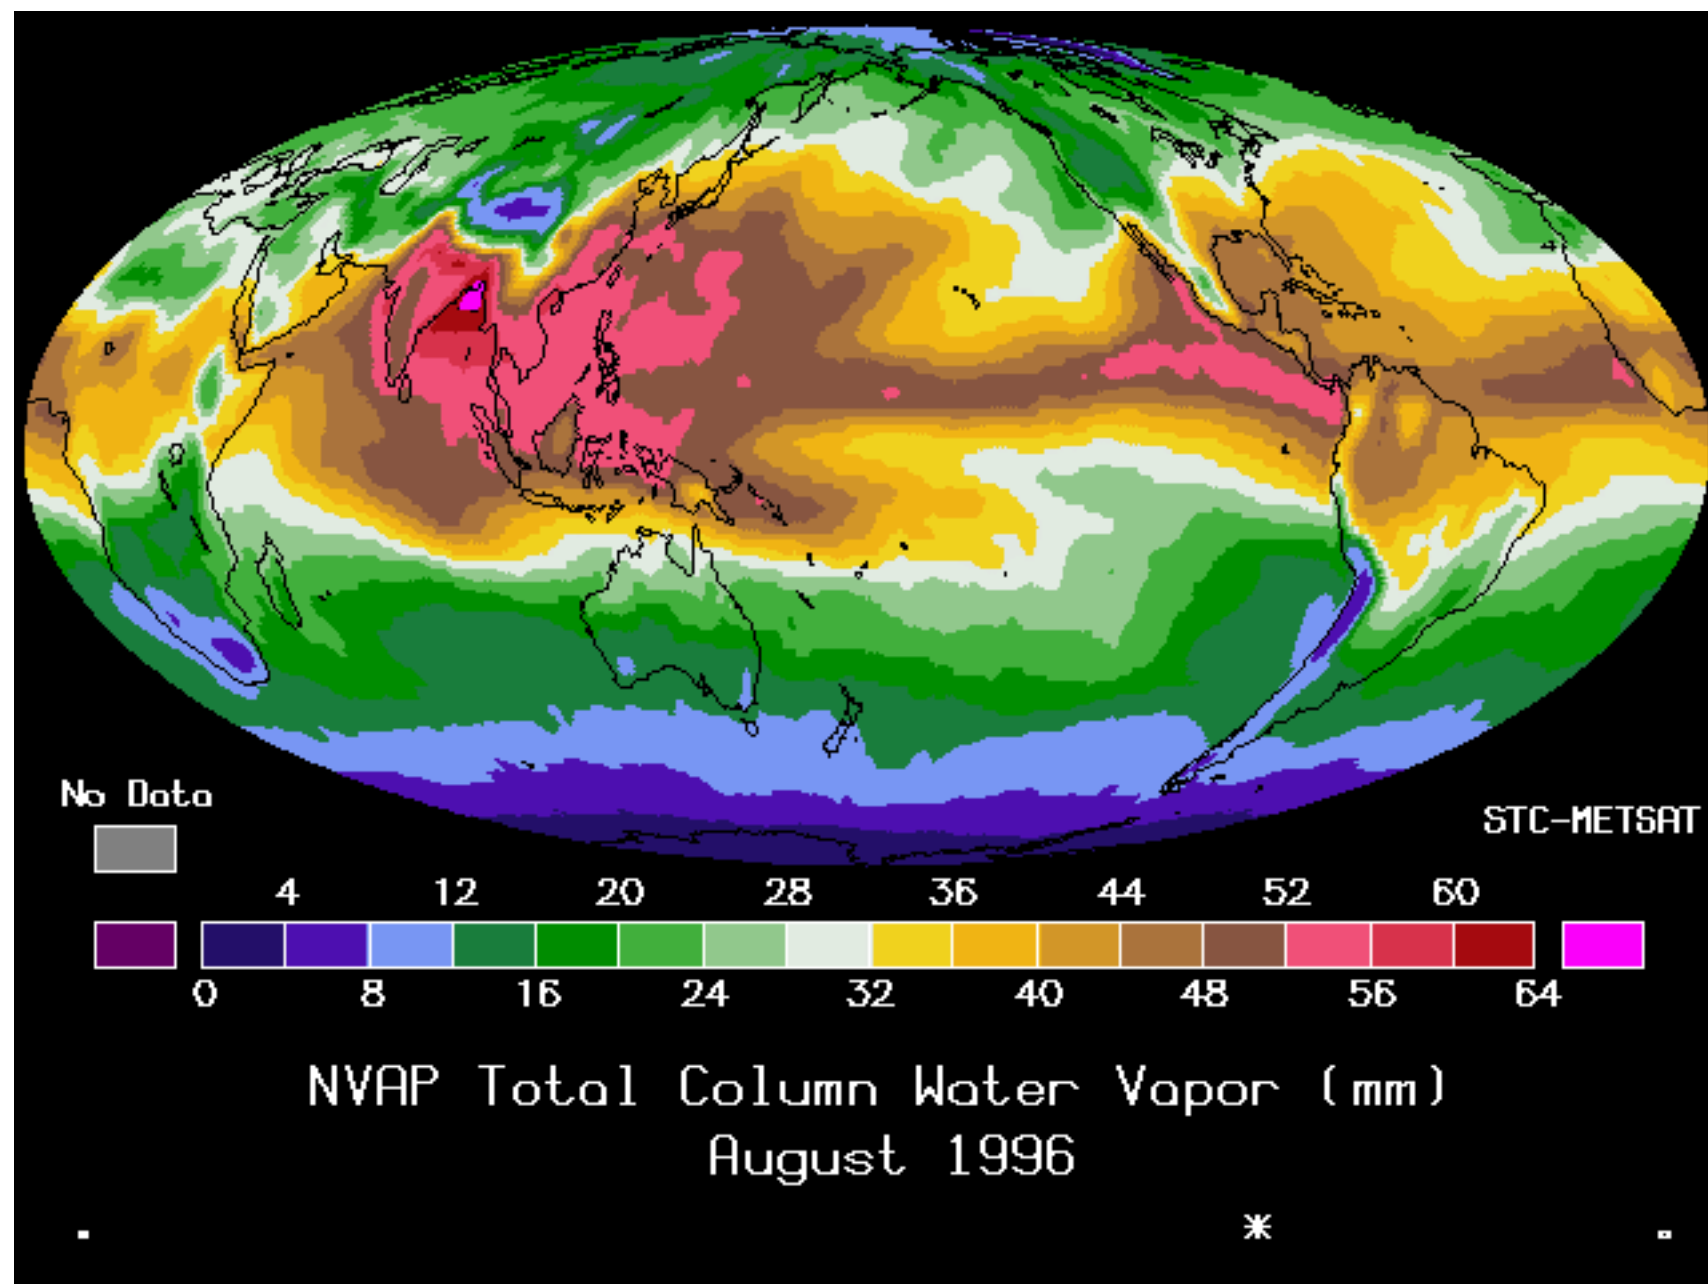 No Data
STC-METSAT
4 12 20 28 36 44 52 60
0 8 16 24 32 40 48 56 64
NVAP Total Column Water Vapor (mm)
August 1996
*